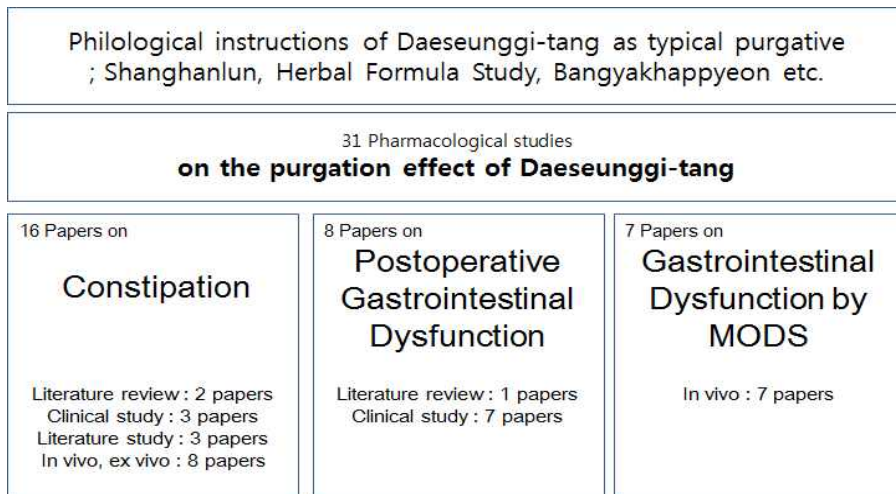 Philological instructions of Daeseunggi-tang as typical purgative
; Shanghanlun, Herbal Formula Study, Bangyakhappyeon etc.
31 Pharmacological studies
on the purgation effect of Daeseunggi-tang
16 Papers on
Constipation
Literature review : 2 papers
Clinical study : 3 papers
Literature study : 3 papers
In vivo, ex vivo : 8 papers
8 Papers on
Postoperative
Gastrointestinal
Dysfunction
Literature review : 1 papers
Clinical study : 7 papers
7 Papers on
Gastrointestinal
Dysfunction by
MODS
In vivo : 7 papers